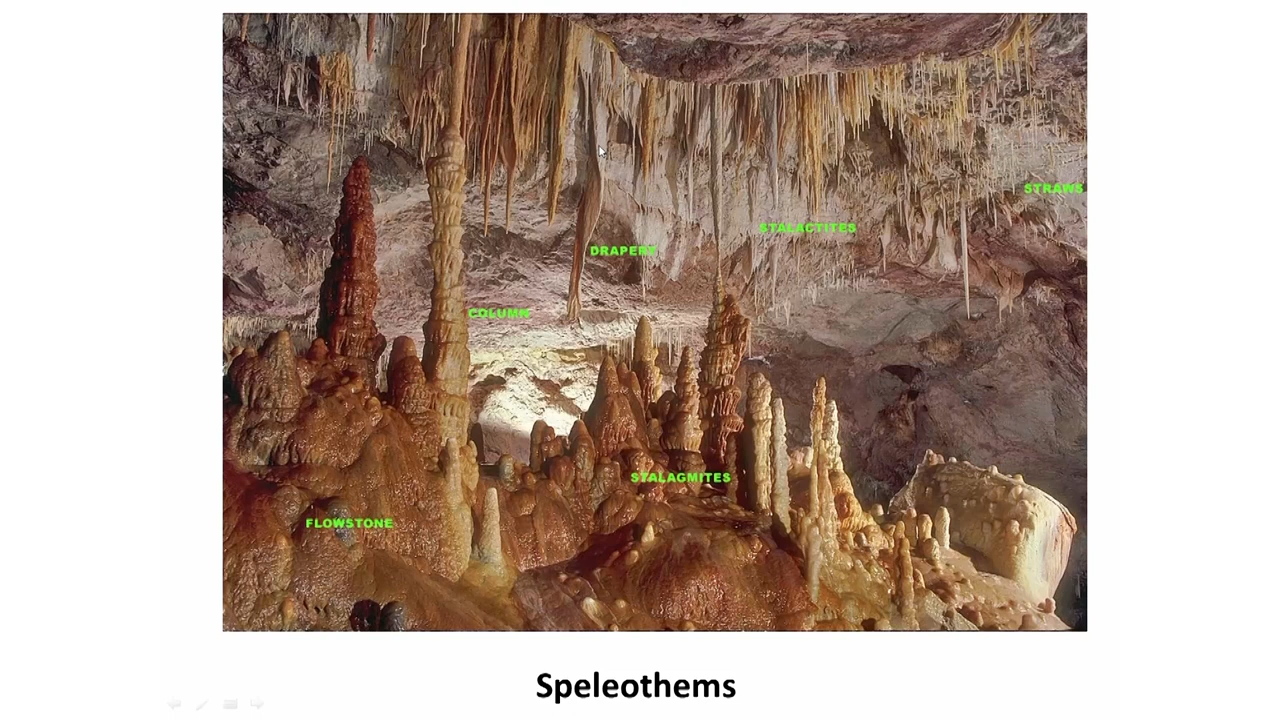 STRAWS
STALACTITES
DRAPERY
COLUMN
STALAGMITES
FLOWSTONE
Speleothems